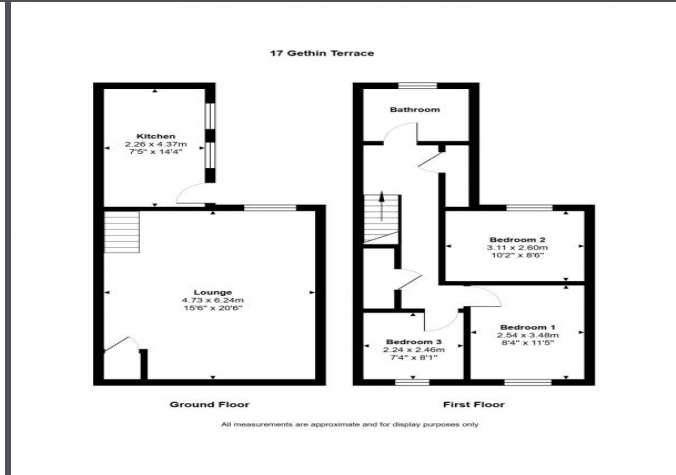 17 Gethin Terrace
Kitchen
2.26 x 4.37m
7'5" x 14'4"
Lounge
4.73 x 6.24m
15'6" x 20'6"
Ground Floor
Bathroom
Bedroom 2
3.11 x 2.60m
10'2" x 8'6"
Bedroom 1
2.54 x 3.48m
8'4" x 11'5"
Bedroom 3
2.24 x 2.46m
7'4" x 8'1"
First Floor
All measurements are approximate and for display purposes only